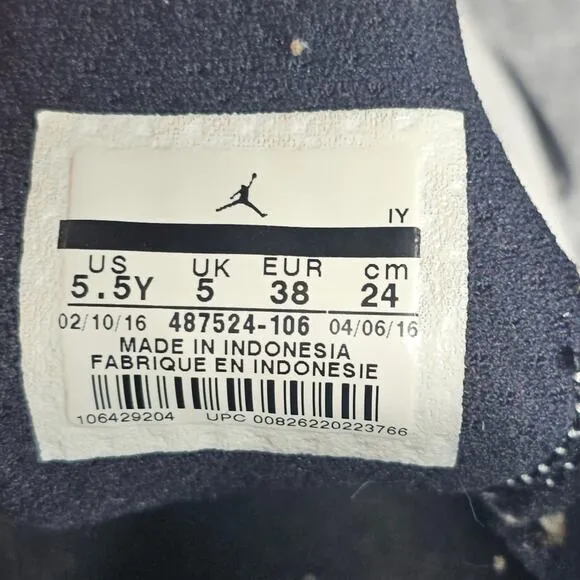 IY
US UK EUR cm
5.5Y 5 38 24
02/10/16 487524-106 04/06/16
MADE IN INDONESIA
FABRIQUE EN INDONESIE
106429204 UPC 00826220223766